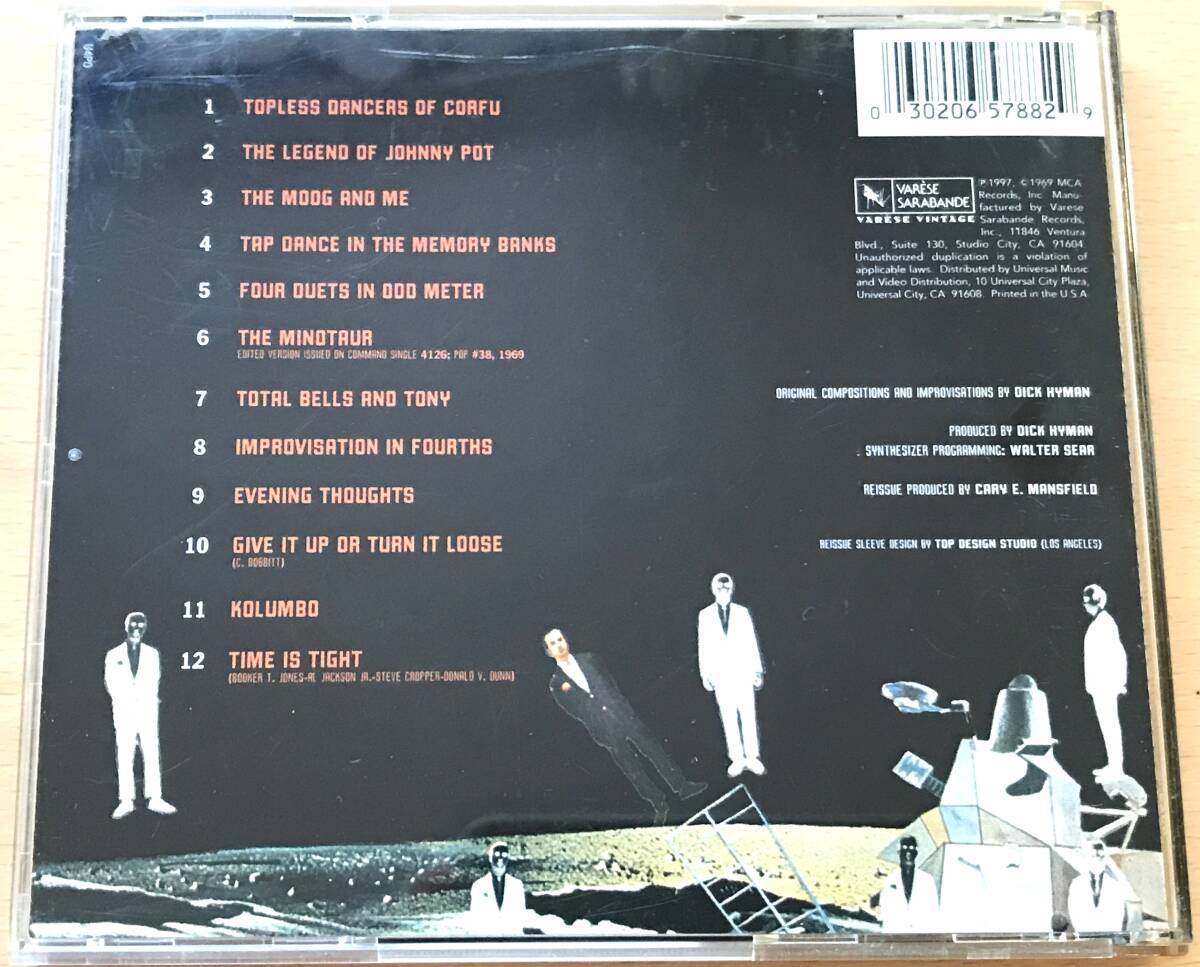 1 TOPLESS DANCERS OF CORFU
2 THE LEGEND OF JOHNNY POT
3 THE MOOG AND ME
4 TAP DANCE IN THE MEMORY BANKS
5 FOUR DUETS IN ODD METER
6 THE MINOTAUR
EDITED VERSION ISSUED ON COMMAND SINGLE 4126; POP #38, 1969
7 TOTAL BELLS AND TONY
8 IMPROVISATION IN FOURTHS
9 EVENING THOUGHTS
10 GIVE IT UP OR TURN IT LOOSE
(C. BOBBITT)
11 KOLUMBO
12 TIME IS TIGHT
(BOOKER T. JONES-AL JACKSON JR.-STEVE CROPPER-DONALD V. DUNN)
0 30206 57882 9
VARÈSE
SARABANDE
VARÈSE VINTAGE
℗ 1997, © 1969 MCA
Records, Inc. Manu-
factured by Varese
Sarabande Records,
Inc., 11846 Ventura
Blvd., Suite 130, Studio City, CA 91604.
Unauthorized duplication is a violation of
applicable laws. Distributed by Universal Music
and Video Distribution, 10 Universal City Plaza,
Universal City, CA 91608. Printed in the U.S.A
ORIGINAL COMPOSITIONS AND IMPROVISATIONS BY DICK HYMAN
PRODUCED BY DICK HYMAN
SYNTHESIZER PROGRAMMING: WALTER SEAR
REISSUE PRODUCED BY CARY E. MANSFIELD
REISSUE SLEEVE DESIGN BY TOP DESIGN STUDIO (LOS ANGELES)